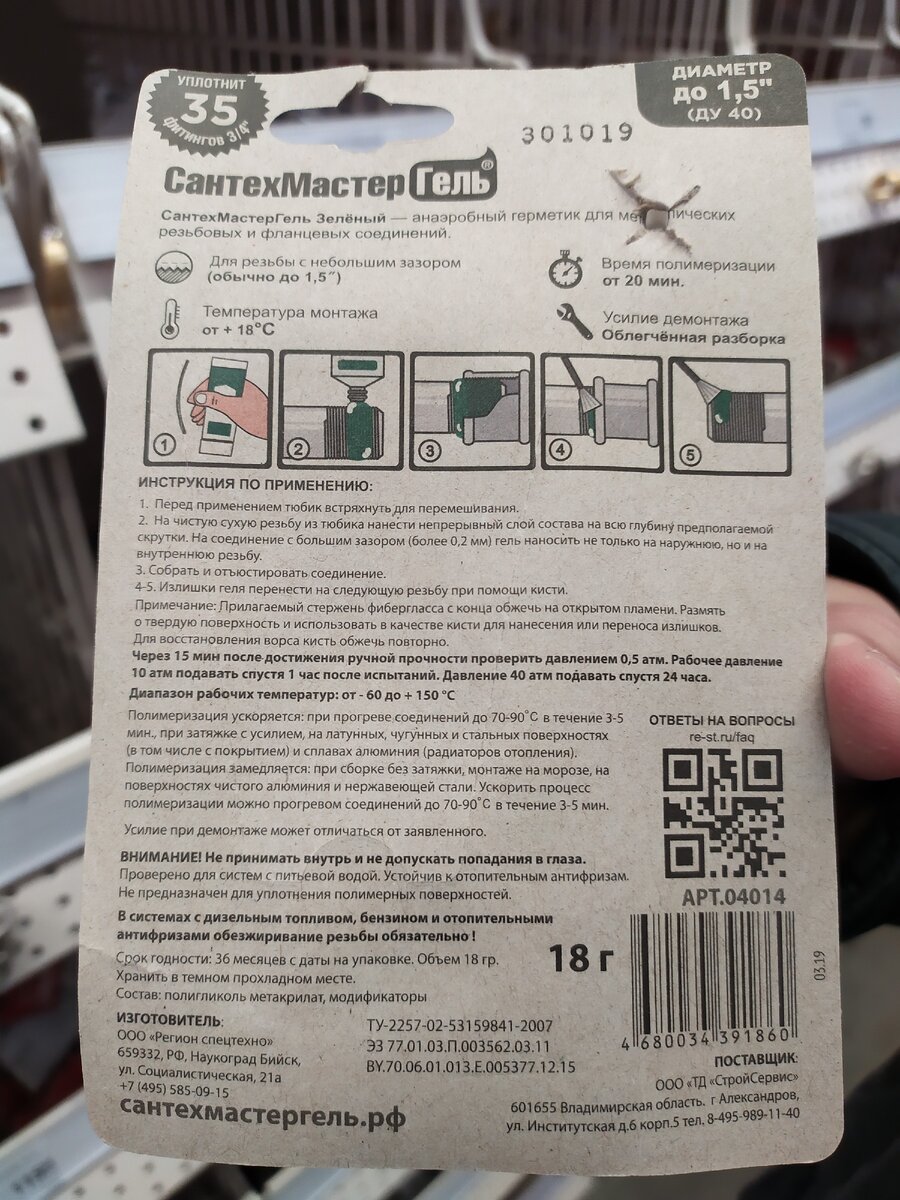 УПЛОТНИТ
35
ФИТИНГОВ 3/4"
ДИАМЕТР
до 1,5"
(ДУ 40)
301019
СантехМастер Гель®
СантехМастерГель Зелёный — анаэробный герметик для
резьбовых и фланцевых соединений.
Для резьбы с небольшим зазором
(обычно до 1,5")
Время полимеризации
от 20 мин.
Температура монтажа
от + 18°C
Усилие демонтажа
Облегчённая разборка
1
2
3
4
5
ИНСТРУКЦИЯ ПО ПРИМЕНЕНИЮ:
1. Перед применением тюбик встряхнуть для перемешивания.
2. На чистую сухую резьбу из тюбика нанести непрерывный слой состава на всю глубину предполагаемой
скрутки. На соединение с большим зазором (более 0,2 мм) гель наносить не только на наружнюю, но и на
внутреннюю резьбу.
3. Собрать и отъюстировать соединение.
4-5. Излишки геля перенести на следующую резьбу при помощи кисти.
Примечание: Прилагаемый стержень фибергласса с конца обжечь на открытом пламени. Размять
о твердую поверхность и использовать в качестве кисти для нанесения или переноса излишков.
Для восстановления ворса кисть обжечь повторно.
Через 15 мин после достижения ручной прочности проверить давлением 0,5 атм. Рабочее давление
10 атм подавать спустя 1 час после испытаний. Давление 40 атм подавать спустя 24 часа.
Диапазон рабочих температур: от - 60 до + 150 °C
Полимеризация ускоряется: при прогреве соединений до 70-90°C в течение 3-5
мин., при затяжке с усилием, на латунных, чугунных и стальных поверхностях
(в том числе с покрытием) и сплавах алюминия (радиаторов отопления).
Полимеризация замедляется: при сборке без затяжки, монтаже на морозе, на
поверхностях чистого алюминия и нержавеющей стали. Ускорить процесс
полимеризации можно прогревом соединений до 70-90°C в течение 3-5 мин.
Усилие при демонтаже может отличаться от заявленного.
ОТВЕТЫ НА ВОПРОСЫ
re-st.ru/faq
АРТ.04014
ВНИМАНИЕ! Не принимать внутрь и не допускать попадания в глаза.
Проверено для систем с питьевой водой. Устойчив к отопительным антифризам.
Не предназначен для уплотнения полимерных поверхностей.
В системах с дизельным топливом, бензином и отопительными
антифризами обезжиривание резьбы обязательно !
Срок годности: 36 месяцев с даты на упаковке. Объем 18 гр.
Хранить в темном прохладном месте.
Состав: полигликоль метакрилат, модификаторы
18 г
03.19
4 680034 391860
ИЗГОТОВИТЕЛЬ:
ООО «Регион спецтехно»
659332, РФ, Наукоград Бийск,
ул. Социалистическая, 21а
+7 (495) 585-09-15
сантехмастергель.рф
ТУ-2257-02-53159841-2007
ЭЗ 77.01.03.П.003562.03.11
BY.70.06.01.013.E.005377.12.15
ПОСТАВЩИК:
ООО «ТД «СтройСервис»
601655 Владимирская область. г Александров,
ул. Институтская д.6 корп.5 тел. 8-495-989-11-40